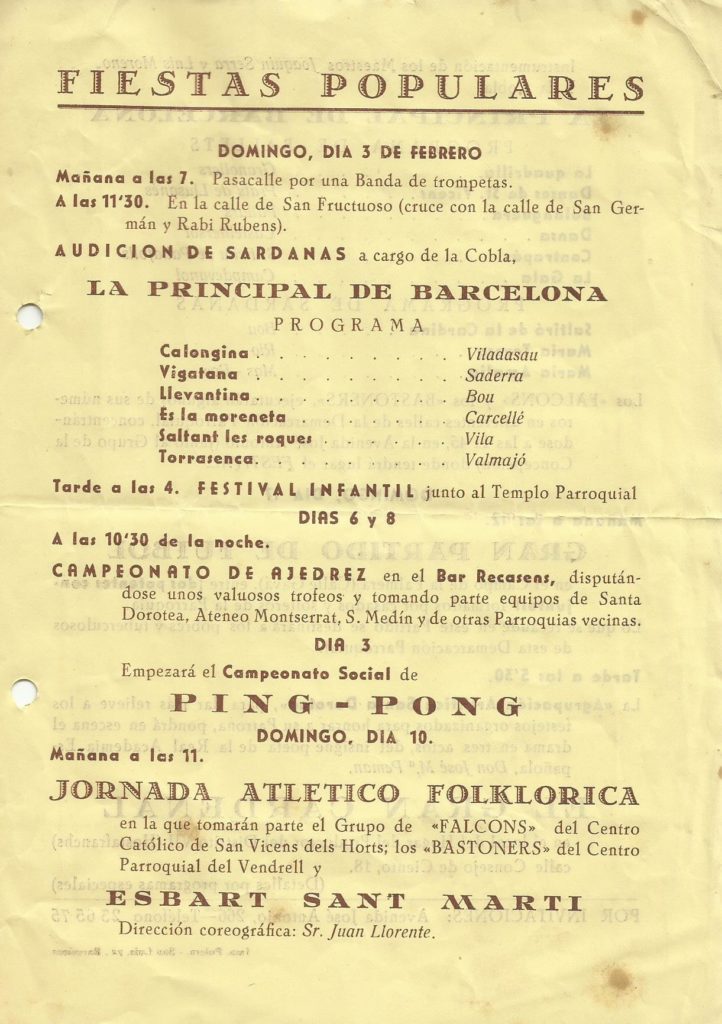 FIESTAS POPULARES
DOMINGO, DIA 3 DE FEBRERO
Mañana a las 7. Pasacalle por una Banda de trompetas.
A las 11'30. En la calle de San Fructuoso (cruce con la calle de San Ger-
mán y Rabi Rubens).
AUDICION DE SARDANAS a cargo de la Cobla,
LA PRINCIPAL DE BARCELONA
PROGRAMA
Calongina . . . . . . . . . Viladasau
Vigatana . . . . . . . . . Saderra
Llevantina . . . . . . . . . Bou
Es la moreneta . . . . . . . Carcellé
Saltant les roques . . . . . . Vila
Torrasenca. . . . . . . . . Valmajó
Tarde a las 4. FESTIVAL INFANTIL junto al Templo Parroquial
DIAS 6 y 8
A las 10'30 de la noche.
CAMPEONATO DE AJEDREZ en el Bar Recasens, dispután-
dose unos valuosos trofeos y tomando parte equipos de Santa
Dorotea, Ateneo Montserrat, S. Medín y de otras Parroquias vecinas.
DIA 3
Empezará el Campeonato Social de
PING-PONG
DOMINGO, DIA 10.
Mañana a las 11.
JORNADA ATLETICO FOLKLORICA
en la que tomarán parte el Grupo de «FALCONS» del Centro
Católico de San Vicens dels Horts; los «BASTONERS» del Centro
Parroquial del Vendrell y
ESBART SANT MARTI
Dirección coreográfica: Sr. Juan Llorente.